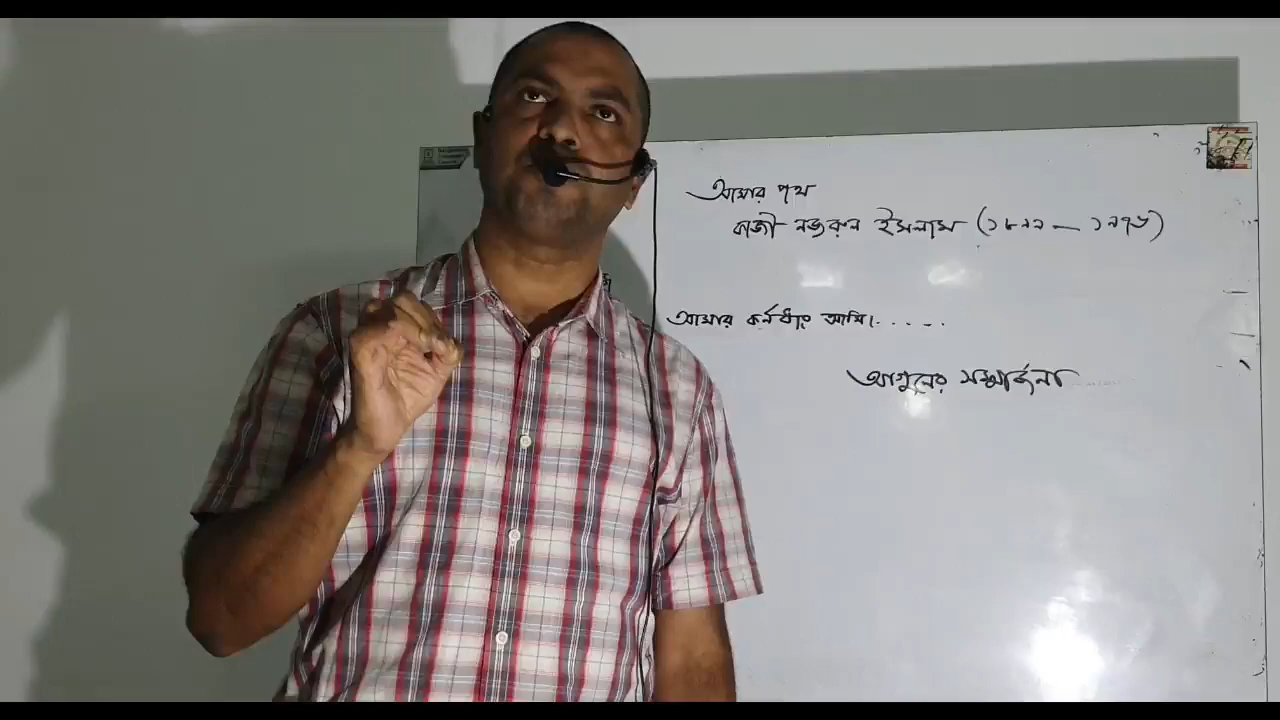 আমার পথ
কাজী নজরুল ইসলাম (১৮৯৯ — ১৯৭৬)
আমার কর্ণধার আমি।.....
আগুনের সম্মার্জনা